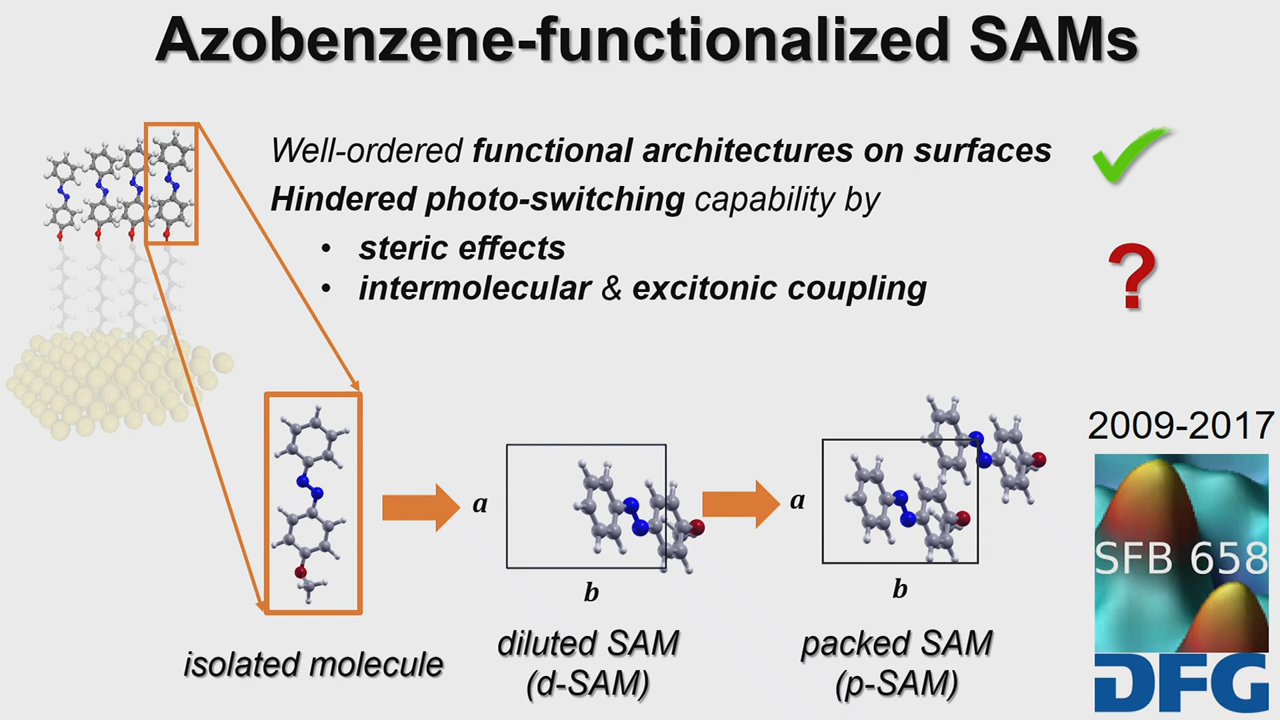 Azobenzene-functionalized SAMs
Well-ordered functional architectures on surfaces
Hindered photo-switching capability by
• steric effects
• intermolecular & excitonic coupling
?
2009-2017
SFB 658
DFG
a
b
a
b
isolated molecule
diluted SAM
(d-SAM)
packed SAM
(p-SAM)